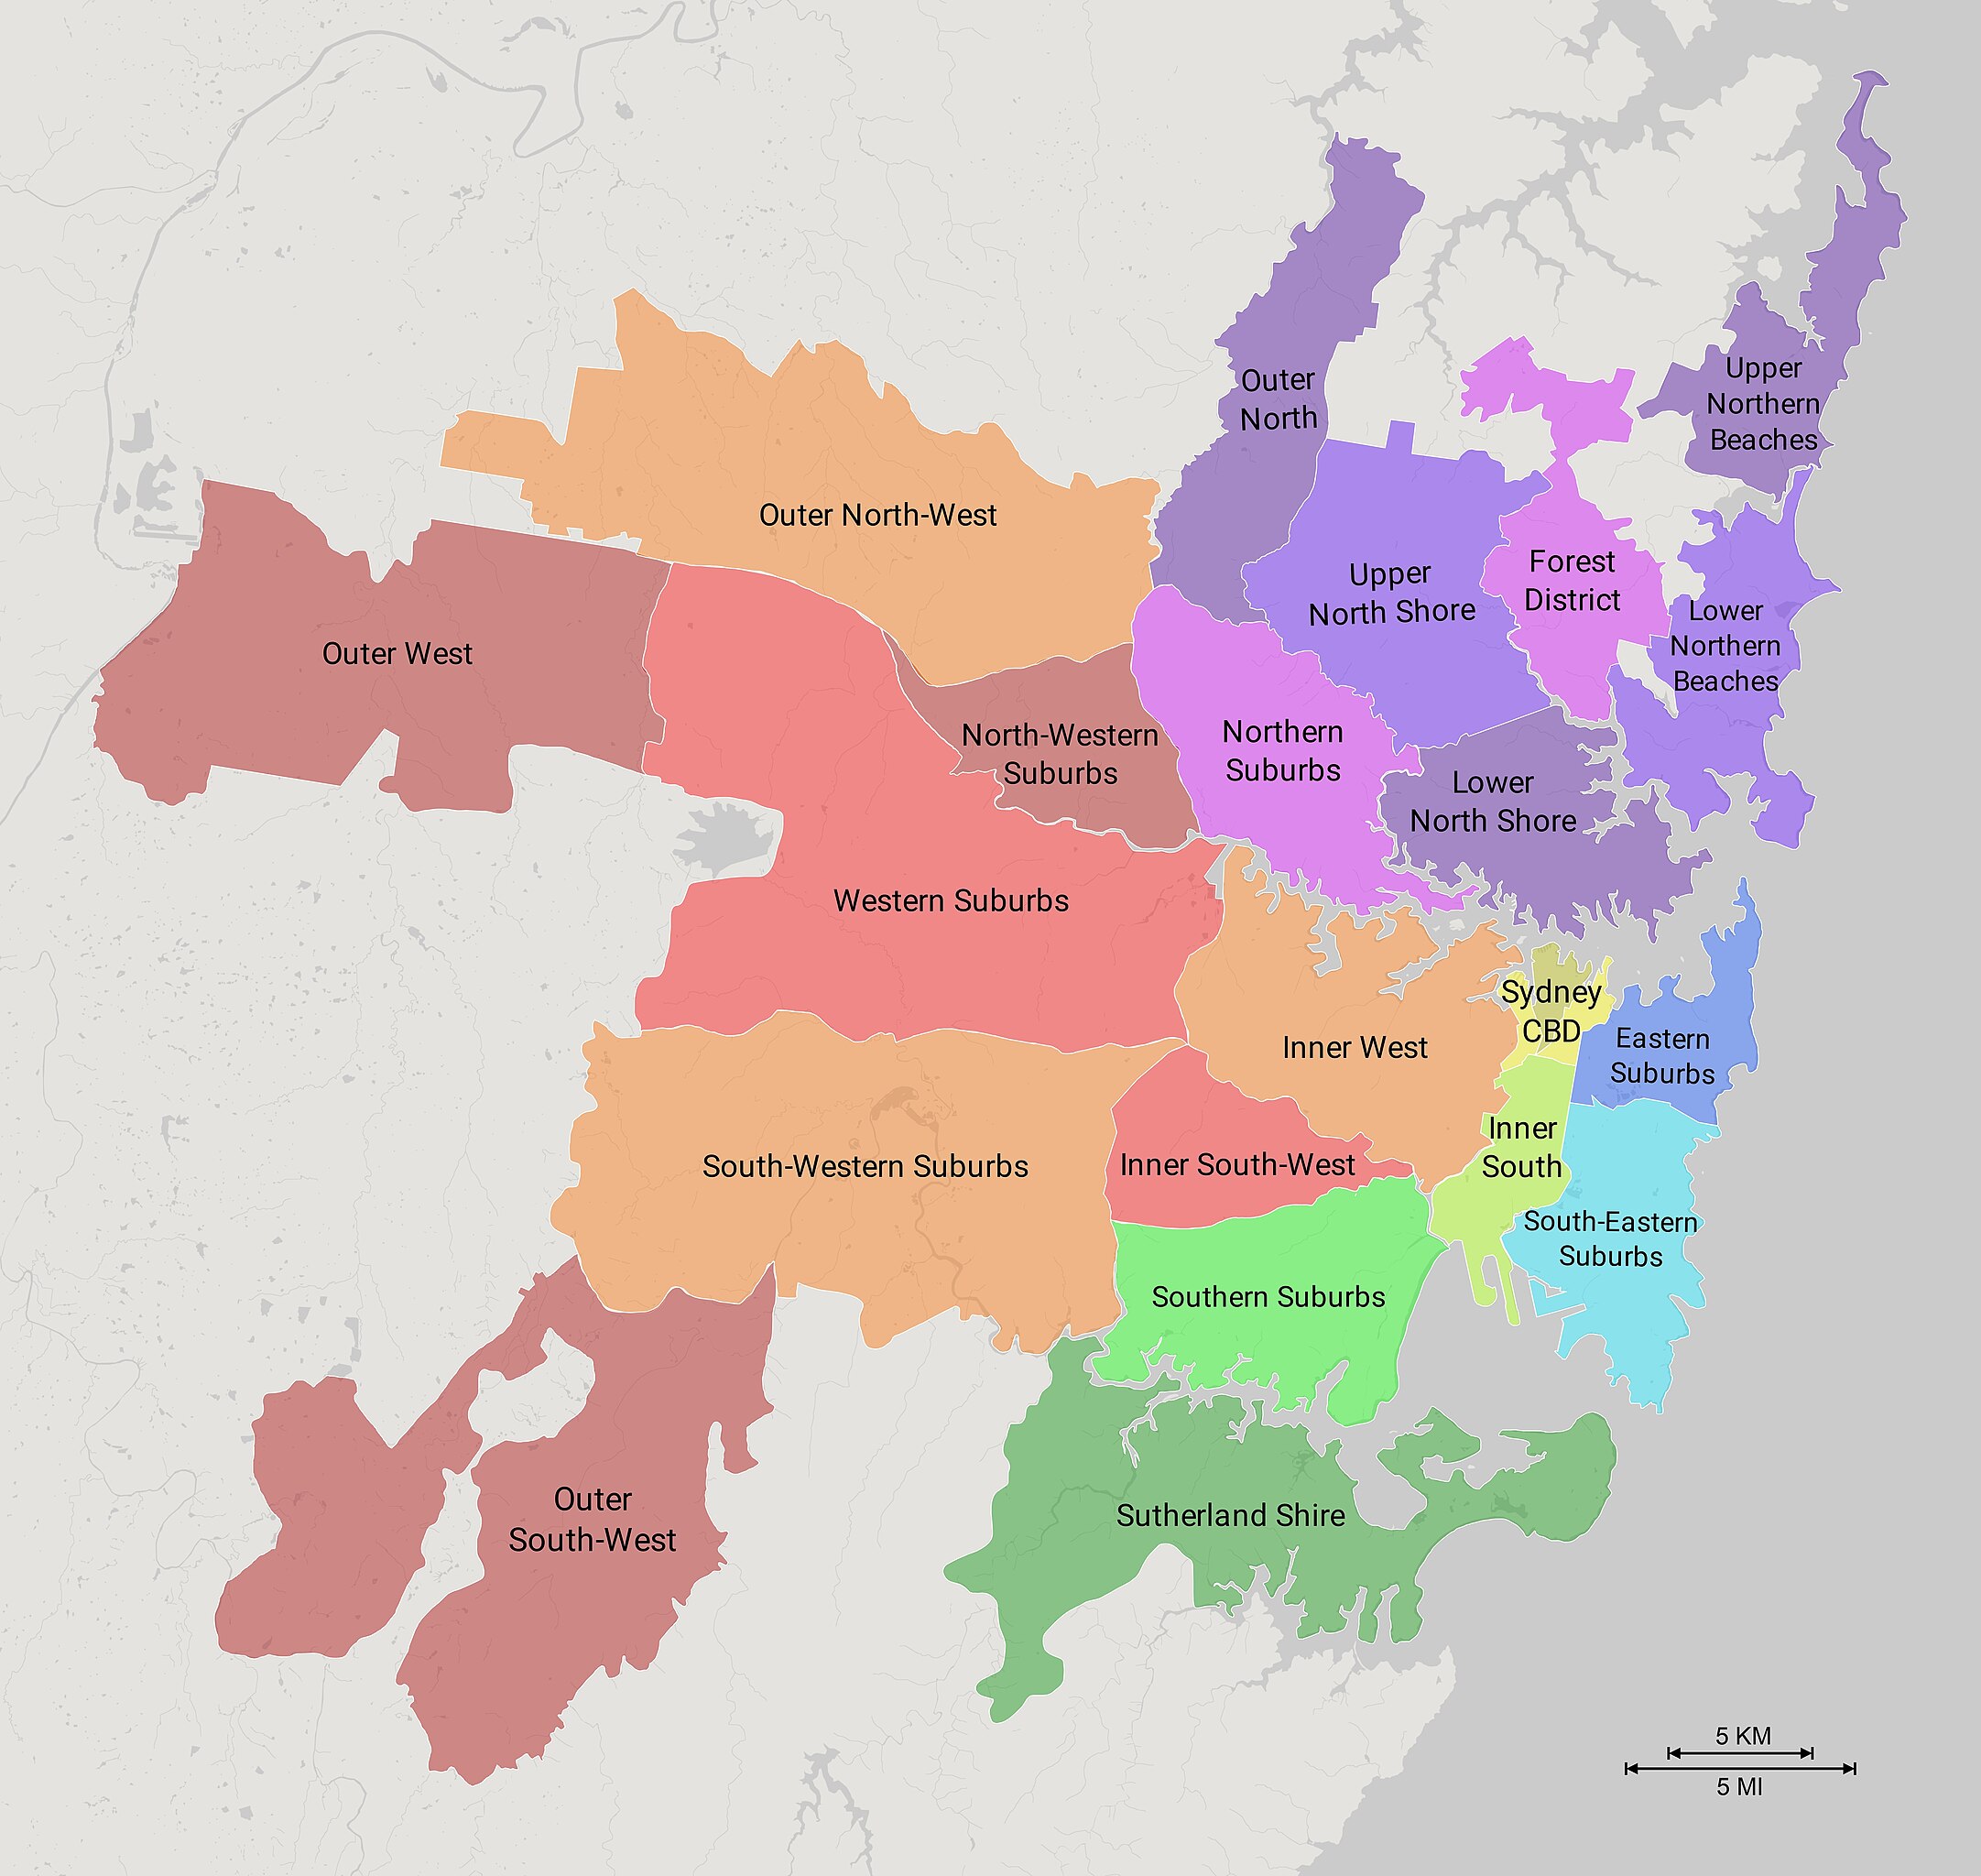 Outer
North
Upper
Northern
Beaches
Outer North-West
Forest
District
Upper
North Shore
Lower
Northern
Beaches
Outer West
North-Western
Suburbs
Northern
Suburbs
Lower
North Shore
Western Suburbs
Sydney
CBD
Inner West
Eastern
Suburbs
South-Western Suburbs
Inner South-West
Inner
South
South-Eastern
Suburbs
Southern Suburbs
Outer
South-West
Sutherland Shire
5 KM
5 MI